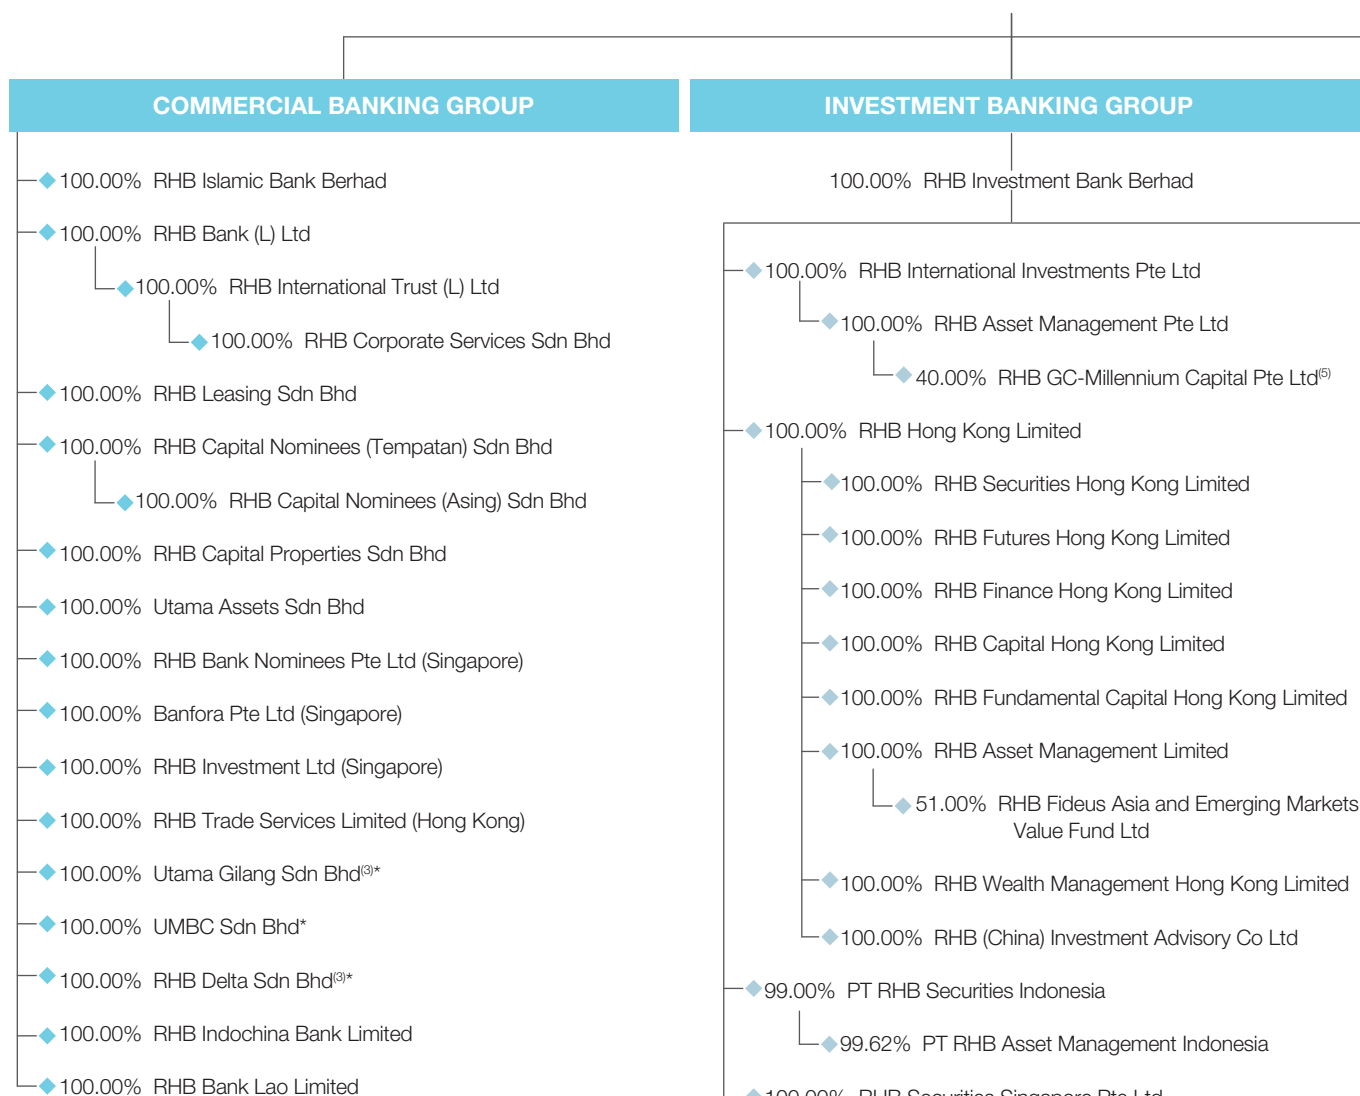 COMMERCIAL BANKING GROUP
100.00% RHB Islamic Bank Berhad
100.00% RHB Bank (L) Ltd
100.00% RHB International Trust (L) Ltd
100.00% RHB Corporate Services Sdn Bhd
100.00% RHB Leasing Sdn Bhd
100.00% RHB Capital Nominees (Tempatan) Sdn Bhd
100.00% RHB Capital Nominees (Asing) Sdn Bhd
100.00% RHB Capital Properties Sdn Bhd
100.00% Utama Assets Sdn Bhd
100.00% RHB Bank Nominees Pte Ltd (Singapore)
100.00% Banfora Pte Ltd (Singapore)
100.00% RHB Investment Ltd (Singapore)
100.00% RHB Trade Services Limited (Hong Kong)
100.00% Utama Gilang Sdn Bhd(3)*
100.00% UMBC Sdn Bhd*
100.00% RHB Delta Sdn Bhd(3)*
100.00% RHB Indochina Bank Limited
100.00% RHB Bank Lao Limited
INVESTMENT BANKING GROUP
100.00% RHB Investment Bank Berhad
100.00% RHB International Investments Pte Ltd
100.00% RHB Asset Management Pte Ltd
40.00% RHB GC-Millennium Capital Pte Ltd(5)
100.00% RHB Hong Kong Limited
100.00% RHB Securities Hong Kong Limited
100.00% RHB Futures Hong Kong Limited
100.00% RHB Finance Hong Kong Limited
100.00% RHB Capital Hong Kong Limited
100.00% RHB Fundamental Capital Hong Kong Limited
100.00% RHB Asset Management Limited
51.00% RHB Fideus Asia and Emerging Markets
Value Fund Ltd
100.00% RHB Wealth Management Hong Kong Limited
100.00% RHB (China) Investment Advisory Co Ltd
99.00% PT RHB Securities Indonesia
99.62% PT RHB Asset Management Indonesia
100.00% RHB Securities Singapore Pte Ltd